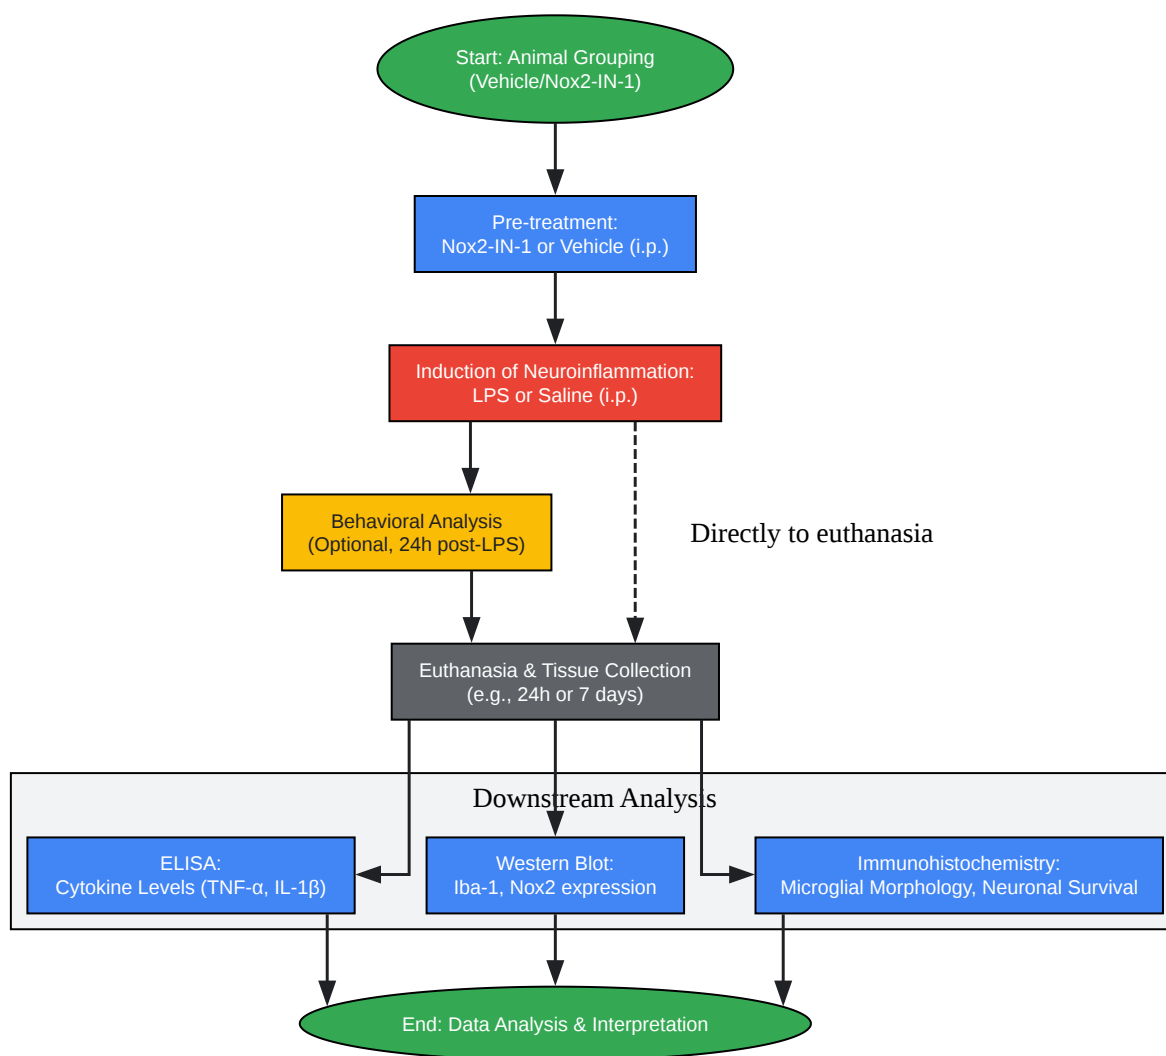 Start: Animal Grouping
(Vehicle/Nox2-IN-1)
Pre-treatment:
Nox2-IN-1 or Vehicle (i.p.)
Induction of Neuroinflammation:
LPS or Saline (i.p.)
Behavioral Analysis
(Optional, 24h post-LPS)
Directly to euthanasia
Euthanasia & Tissue Collection
(e.g., 24h or 7 days)
Downstream Analysis
ELISA:
Cytokine Levels (TNF-α, IL-1β)
Western Blot:
Iba-1, Nox2 expression
Immunohistochemistry:
Microglial Morphology, Neuronal Survival
End: Data Analysis & Interpretation